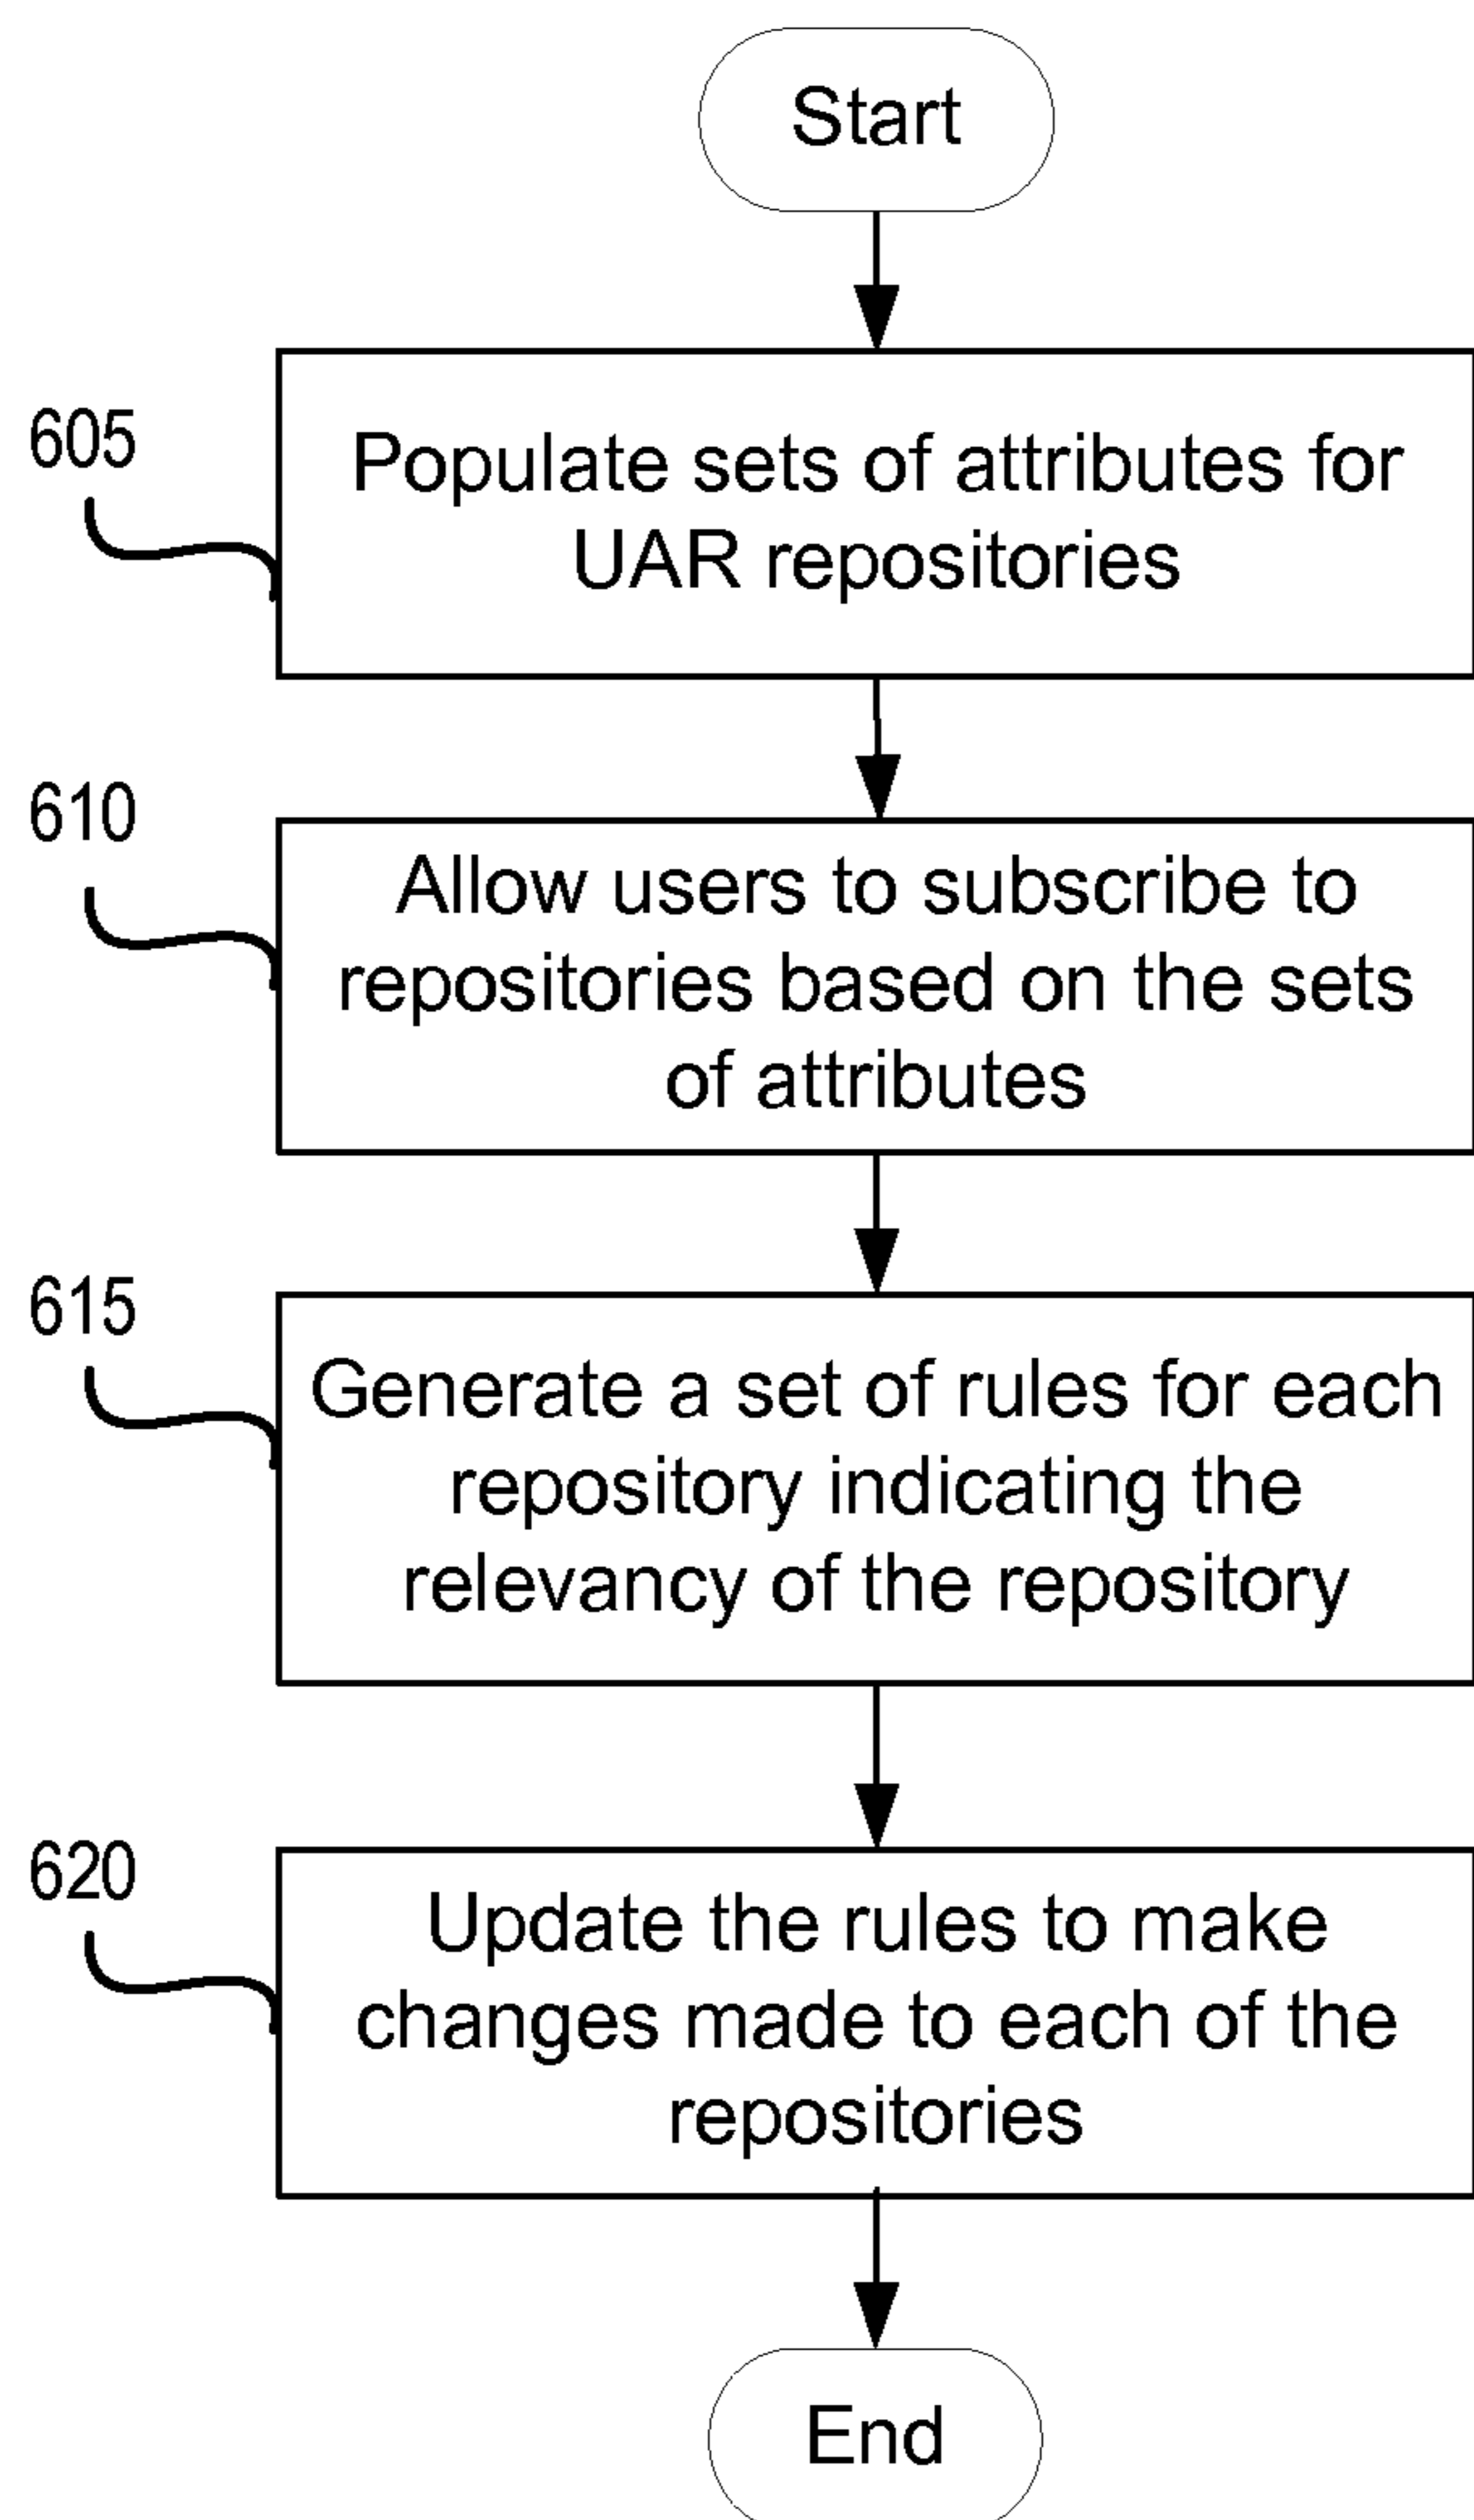 Start
605
Populate sets of attributes for
UAR repositories
610
Allow users to subscribe to
repositories based on the sets
of attributes
615
Generate a set of rules for each
repository indicating the
relevancy of the repository
620
Update the rules to make
changes made to each of the
repositories
End